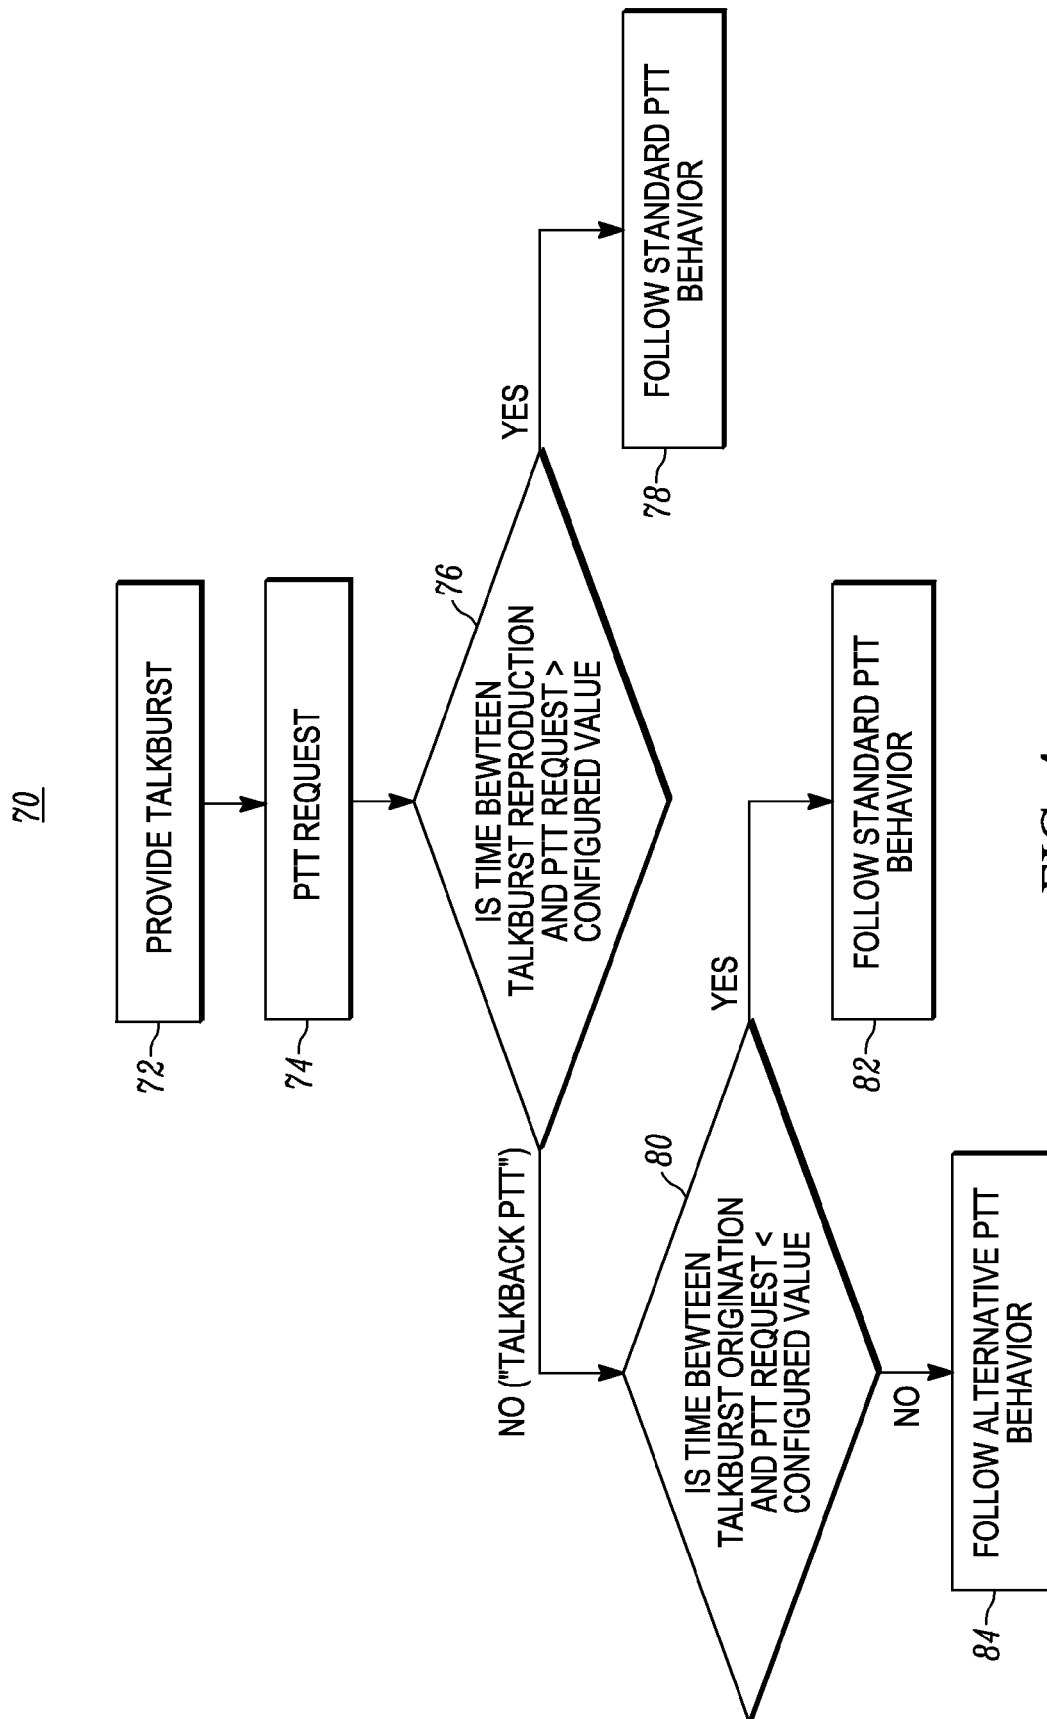 70
PROVIDE TALKBURST
72
PTT REQUEST
74
IS TIME BEWTEEN
TALKBURST REPRODUCTION
AND PTT REQUEST >
CONFIGURED VALUE
76
YES
FOLLOW STANDARD PTT
BEHAVIOR
78
NO ("TALKBACK PTT")
IS TIME BEWTEEN
TALKBURST ORIGINATION
AND PTT REQUEST <
CONFIGURED VALUE
80
YES
FOLLOW STANDARD PTT
BEHAVIOR
82
NO
FOLLOW ALTERNATIVE PTT
BEHAVIOR
84